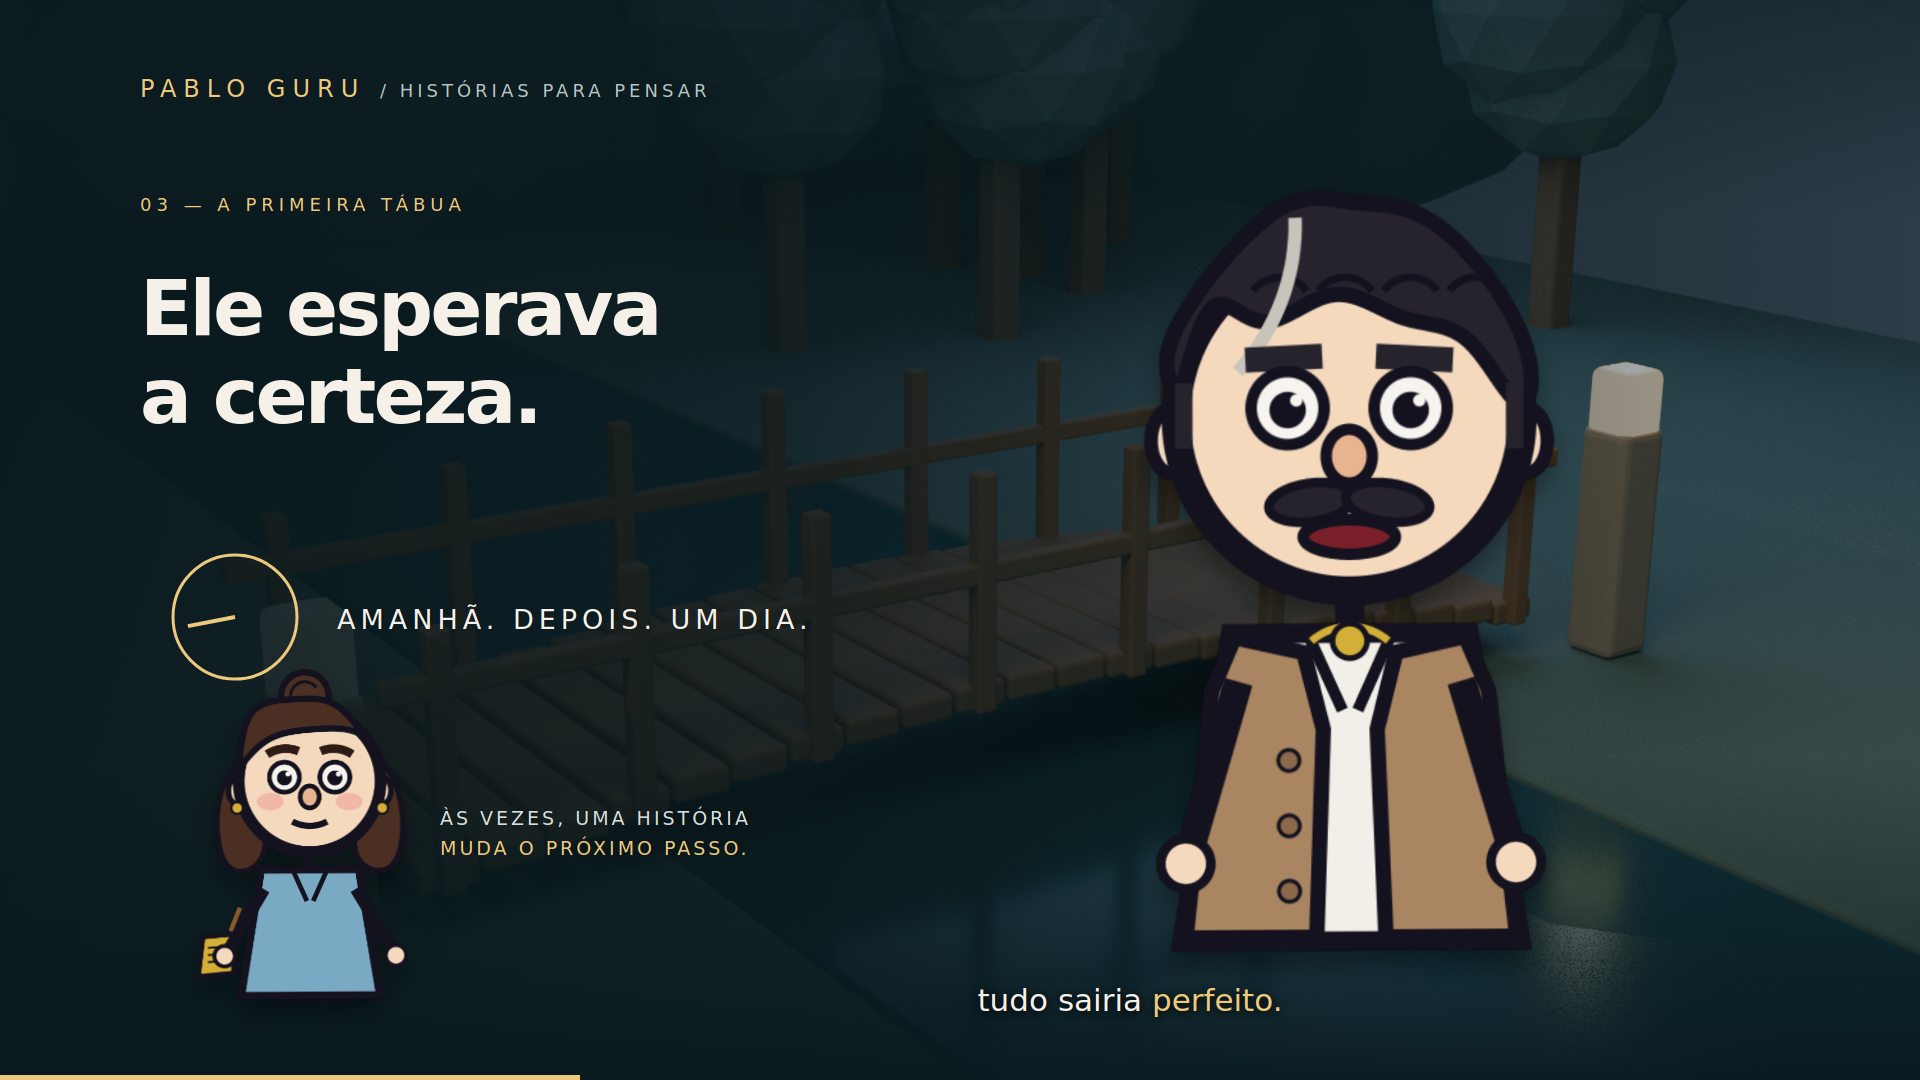 PABLO GURU / HISTÓRIAS PARA PENSAR
03 — A PRIMEIRA TÁBUA
Ele esperava
a certeza.
AMANHÃ. DEPOIS. UM DIA.
ÀS VEZES, UMA HISTÓRIA
MUDA O PRÓXIMO PASSO.
tudo sairia perfeito.